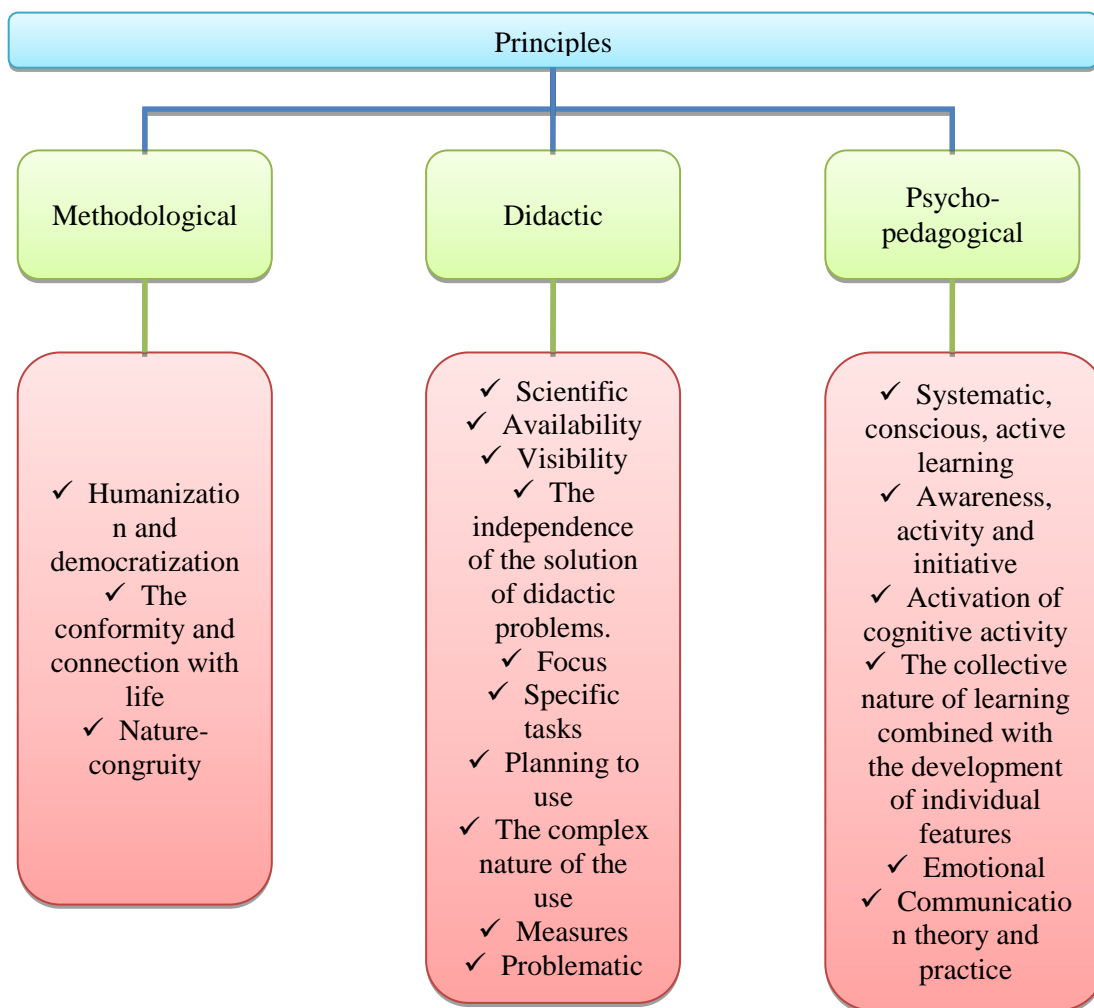 Principles
Methodological
Didactic
Psycho-
pedagogical
✓ Humanizatio
n and
democratization
✓ The
conformity and
connection with
life
✓ Nature-
congruity
✓ Scientific
✓ Availability
✓ Visibility
✓ The
independence
of the solution
of didactic
problems.
✓ Focus
✓ Specific
tasks
✓ Planning to
use
✓ The complex
nature of the
use
✓ Measures
✓ Problematic
✓ Systematic,
conscious, active
learning
✓ Awareness,
activity and
initiative
✓ Activation of
cognitive activity
✓ The collective
nature of learning
combined with
the development
of individual
features
✓ Emotional
✓ Communicatio
n theory and
practice